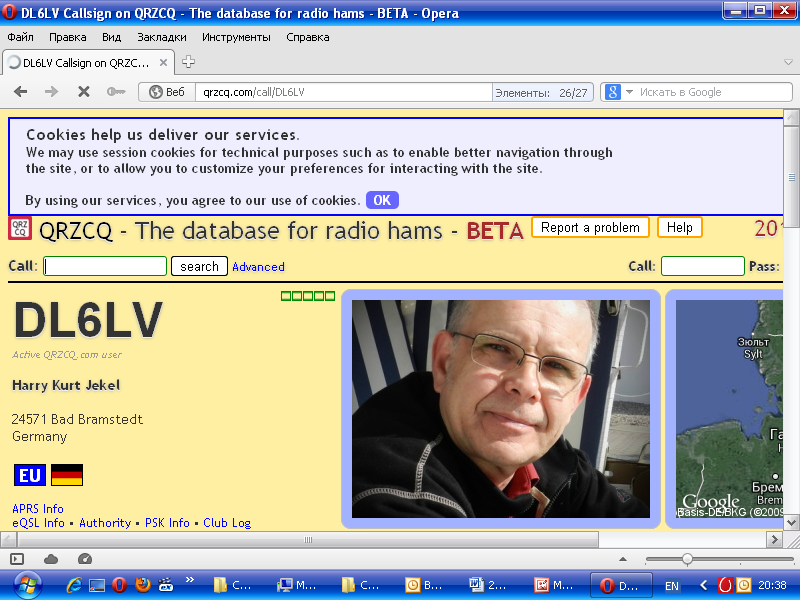 DL6LV Callsign on QRZCQ - The database for radio hams - BETA - Opera
Файл Правка Вид Закладки Инструменты Справка
DL6LV Callsign on QRZC...
Веб qrzcq.com/call/DL6LV Элементы: 26/27 Искать в Google
Cookies help us deliver our services.
We may use session cookies for technical purposes such as to enable better navigation through
the site, or to allow you to customize your preferences for interacting with the site.
By using our services, you agree to our use of cookies. OK
QRZ CQ QRZCQ - The database for radio hams - BETA Report a problem Help 201
Call: search Advanced Call: Pass:
DL6LV
Active QRZCQ.com user
Harry Kurt Jekel
24571 Bad Bramstedt
Germany
EU
APRS Info
eQSL Info • Authority • PSK Info • Club Log
Зюльт
Sylt
Га
Брем
Brem
Google
Basis-DE/BKG (©2009
C... M... C... B... 2... M... D... EN 20:38